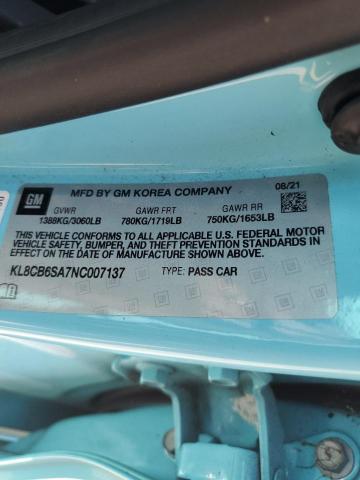 GM
MFD BY GM KOREA COMPANY
08/21
GVWR GAWR FRT GAWR RR
1388KG/3060LB 780KG/1719LB 750KG/1653LB
THIS VEHICLE CONFORMS TO ALL APPLICABLE U.S. FEDERAL MOTOR
VEHICLE SAFETY, BUMPER, AND THEFT PREVENTION STANDARDS
IN EFFECT ON THE DATE OF MANUFACTURE SHOWN ABOVE.
KL8CB6SA7NC007137 TYPE: PASS CAR